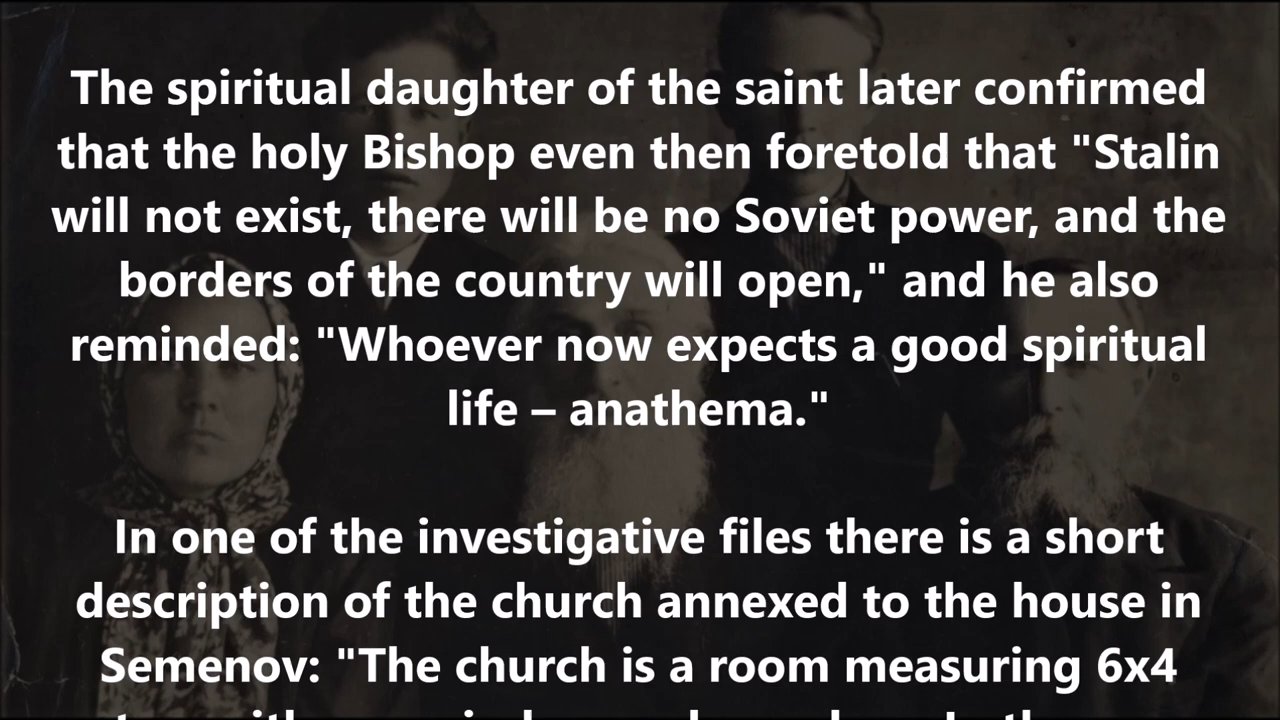 The spiritual daughter of the saint later confirmed
that the holy Bishop even then foretold that "Stalin
will not exist, there will be no Soviet power, and the
borders of the country will open," and he also
reminded: "Whoever now expects a good spiritual
life – anathema."
In one of the investigative files there is a short
description of the church annexed to the house in
Semenov: "The church is a room measuring 6x4